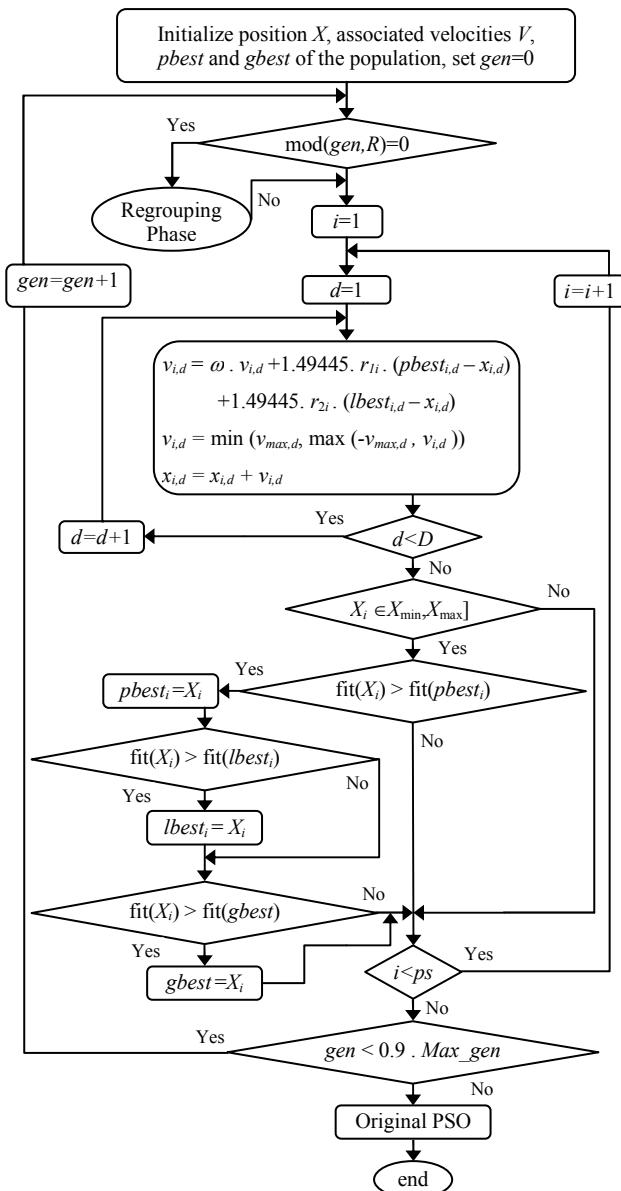 Initialize position X, associated velocities V,
pbest and gbest of the population, set gen=0
Yes
mod(gen,R)=0
No
Regrouping
Phase
i=1
gen=gen+1
d=1
i=i+1
v_{i,d} = ω . v_{i,d} +1.49445. r_{1i} . (pbest_{i,d} – x_{i,d})
+1.49445. r_{2i} . (lbest_{i,d} – x_{i,d})
v_{i,d} = min (v_{max,d}, max (-v_{max,d} , v_{i,d} ))
x_{i,d} = x_{i,d} + v_{i,d}
d=d+1
Yes
d<D
No
X_i ∈X_{min},X_{max}]
No
Yes
pbest_i=X_i
Yes
fit(X_i) > fit(pbest_i)
No
fit(X_i) > fit(lbest_i)
Yes
No
lbest_i= X_i
fit(X_i) > fit(gbest)
No
Yes
gbest=X_i
i<ps
Yes
No
Yes
gen < 0.9 . Max_gen
No
Original PSO
end